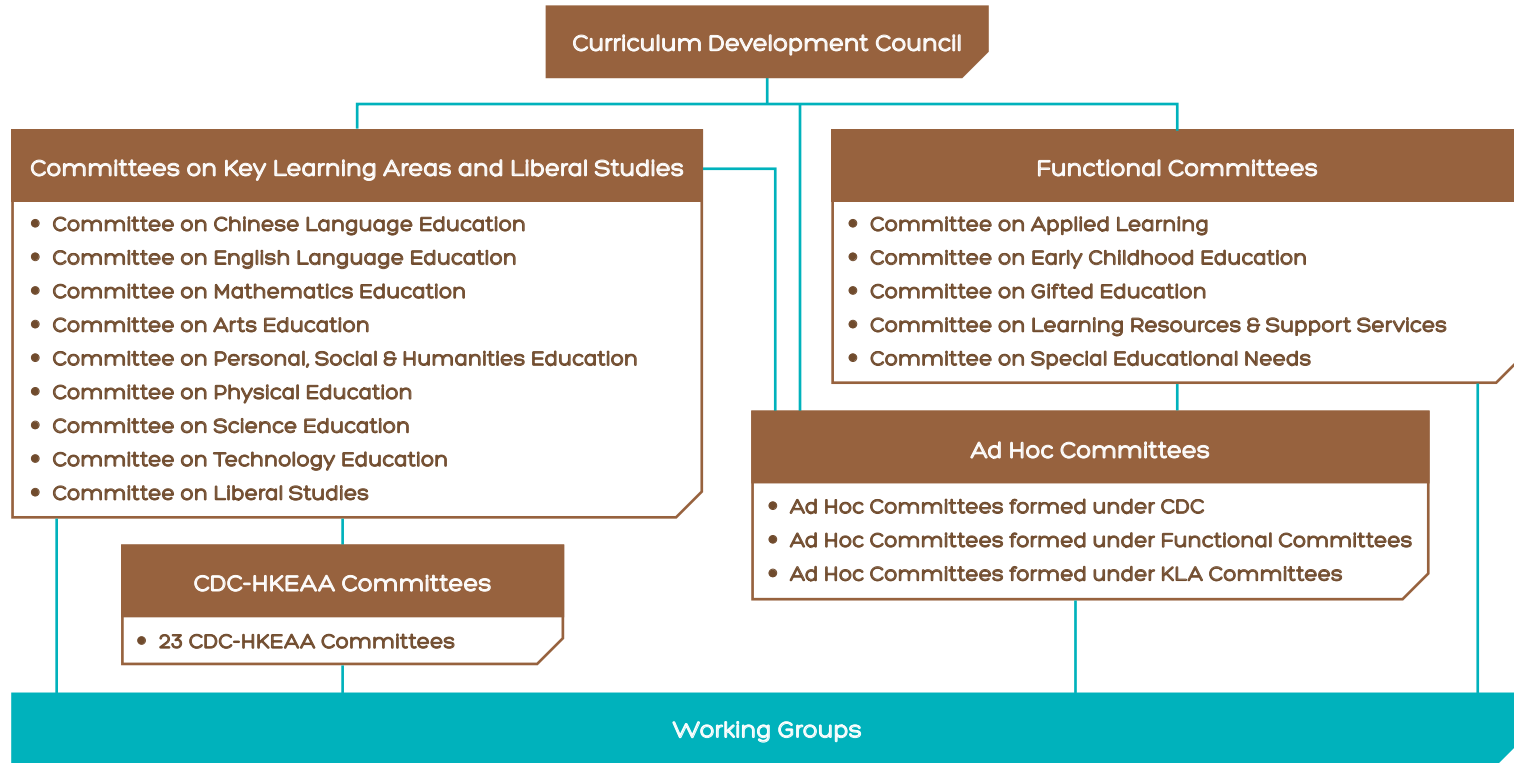 Curriculum Development Council
Committees on Key Learning Areas and Liberal Studies
• Committee on Chinese Language Education
• Committee on English Language Education
• Committee on Mathematics Education
• Committee on Arts Education
• Committee on Personal, Social & Humanities Education
• Committee on Physical Education
• Committee on Science Education
• Committee on Technology Education
• Committee on Liberal Studies
Functional Committees
• Committee on Applied Learning
• Committee on Early Childhood Education
• Committee on Gifted Education
• Committee on Learning Resources & Support Services
• Committee on Special Educational Needs
Ad Hoc Committees
• Ad Hoc Committees formed under CDC
• Ad Hoc Committees formed under Functional Committees
• Ad Hoc Committees formed under KLA Committees
CDC-HKEAA Committees
• 23 CDC-HKEAA Committees
Working Groups